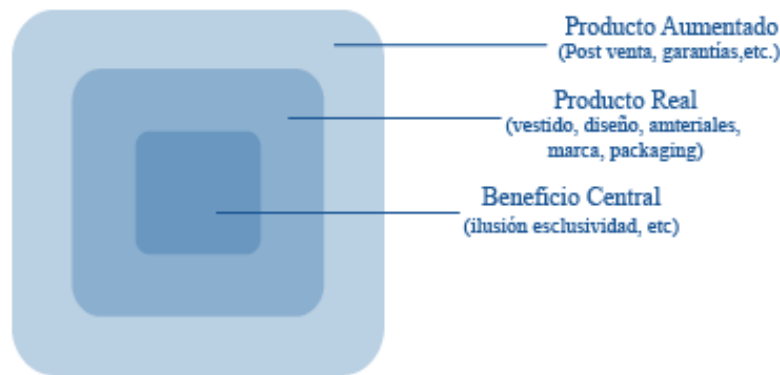 Producto Aumentado
(Post venta, garantías,etc.)
Producto Real
(vestido, diseño, amteriales,
marca, packaging)
Beneficio Central
(ilusión esclusividad, etc)